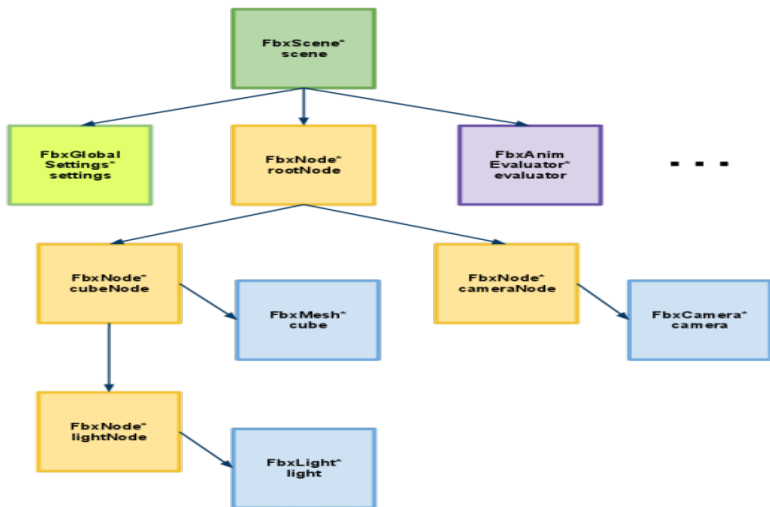 FbxScene*
scene
FbxGlobal
Settings*
settings
FbxNode*
rootNode
FbxAnim
Evaluator*
evaluator
. . .
FbxNode*
cubeNode
FbxMesh*
cube
FbxNode*
cameraNode
FbxCamera*
camera
FbxNode*
lightNode
FbxLight*
light